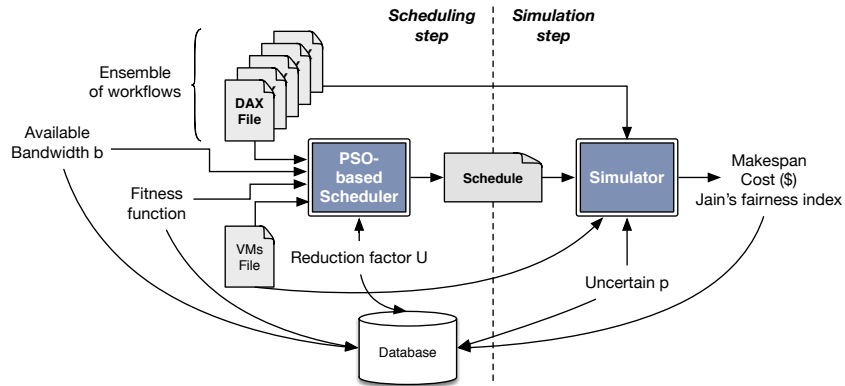 Scheduling
step
Simulation
step
Ensemble
of workflows
DAX
File
Available
Bandwidth b
PSO-
based
Scheduler
Schedule
Simulator
Makespan
Cost ($)
Jain's fairness index
Fitness
function
VMs
File
Reduction factor U
Uncertain p
Database